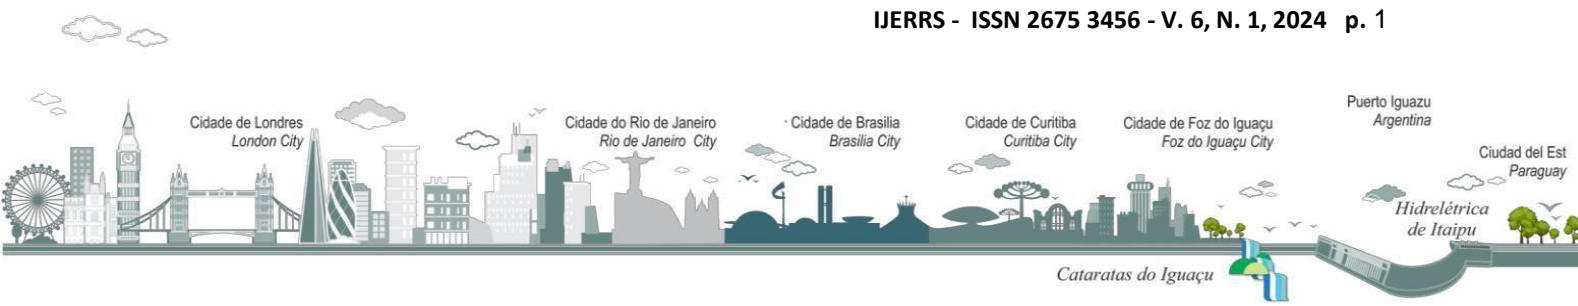 IJERRS - ISSN 2675 3456 - V. 6, N. 1, 2024 p. 1
Cidade de Londres
London City
Cidade do Rio de Janeiro
Rio de Janeiro City
Cidade de Brasilia
Brasilia City
Cidade de Curitiba
Curitiba City
Cidade de Foz do Iguaçu
Foz do Iguaçu City
Puerto Iguazu
Argentina
Ciudad del Est
Paraguay
Hidrelétrica
de Itaipu
Cataratas do Iguaçu